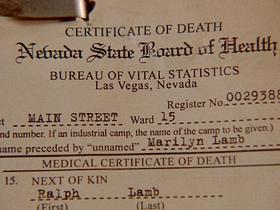 CERTIFICATE OF DEATH
Nevada State Board of Health
BUREAU OF VITAL STATISTICS
Las Vegas, Nevada
Register No 0029388
MAIN STREET Ward 15
nd number. If an industrial camp, the name of the camp to be given.)
name preceded by "unnamed" Marilyn Lamb
MEDICAL CERTIFICATE OF DEATH
15. NEXT OF KIN
Ralph Lamb
(First) (Last)